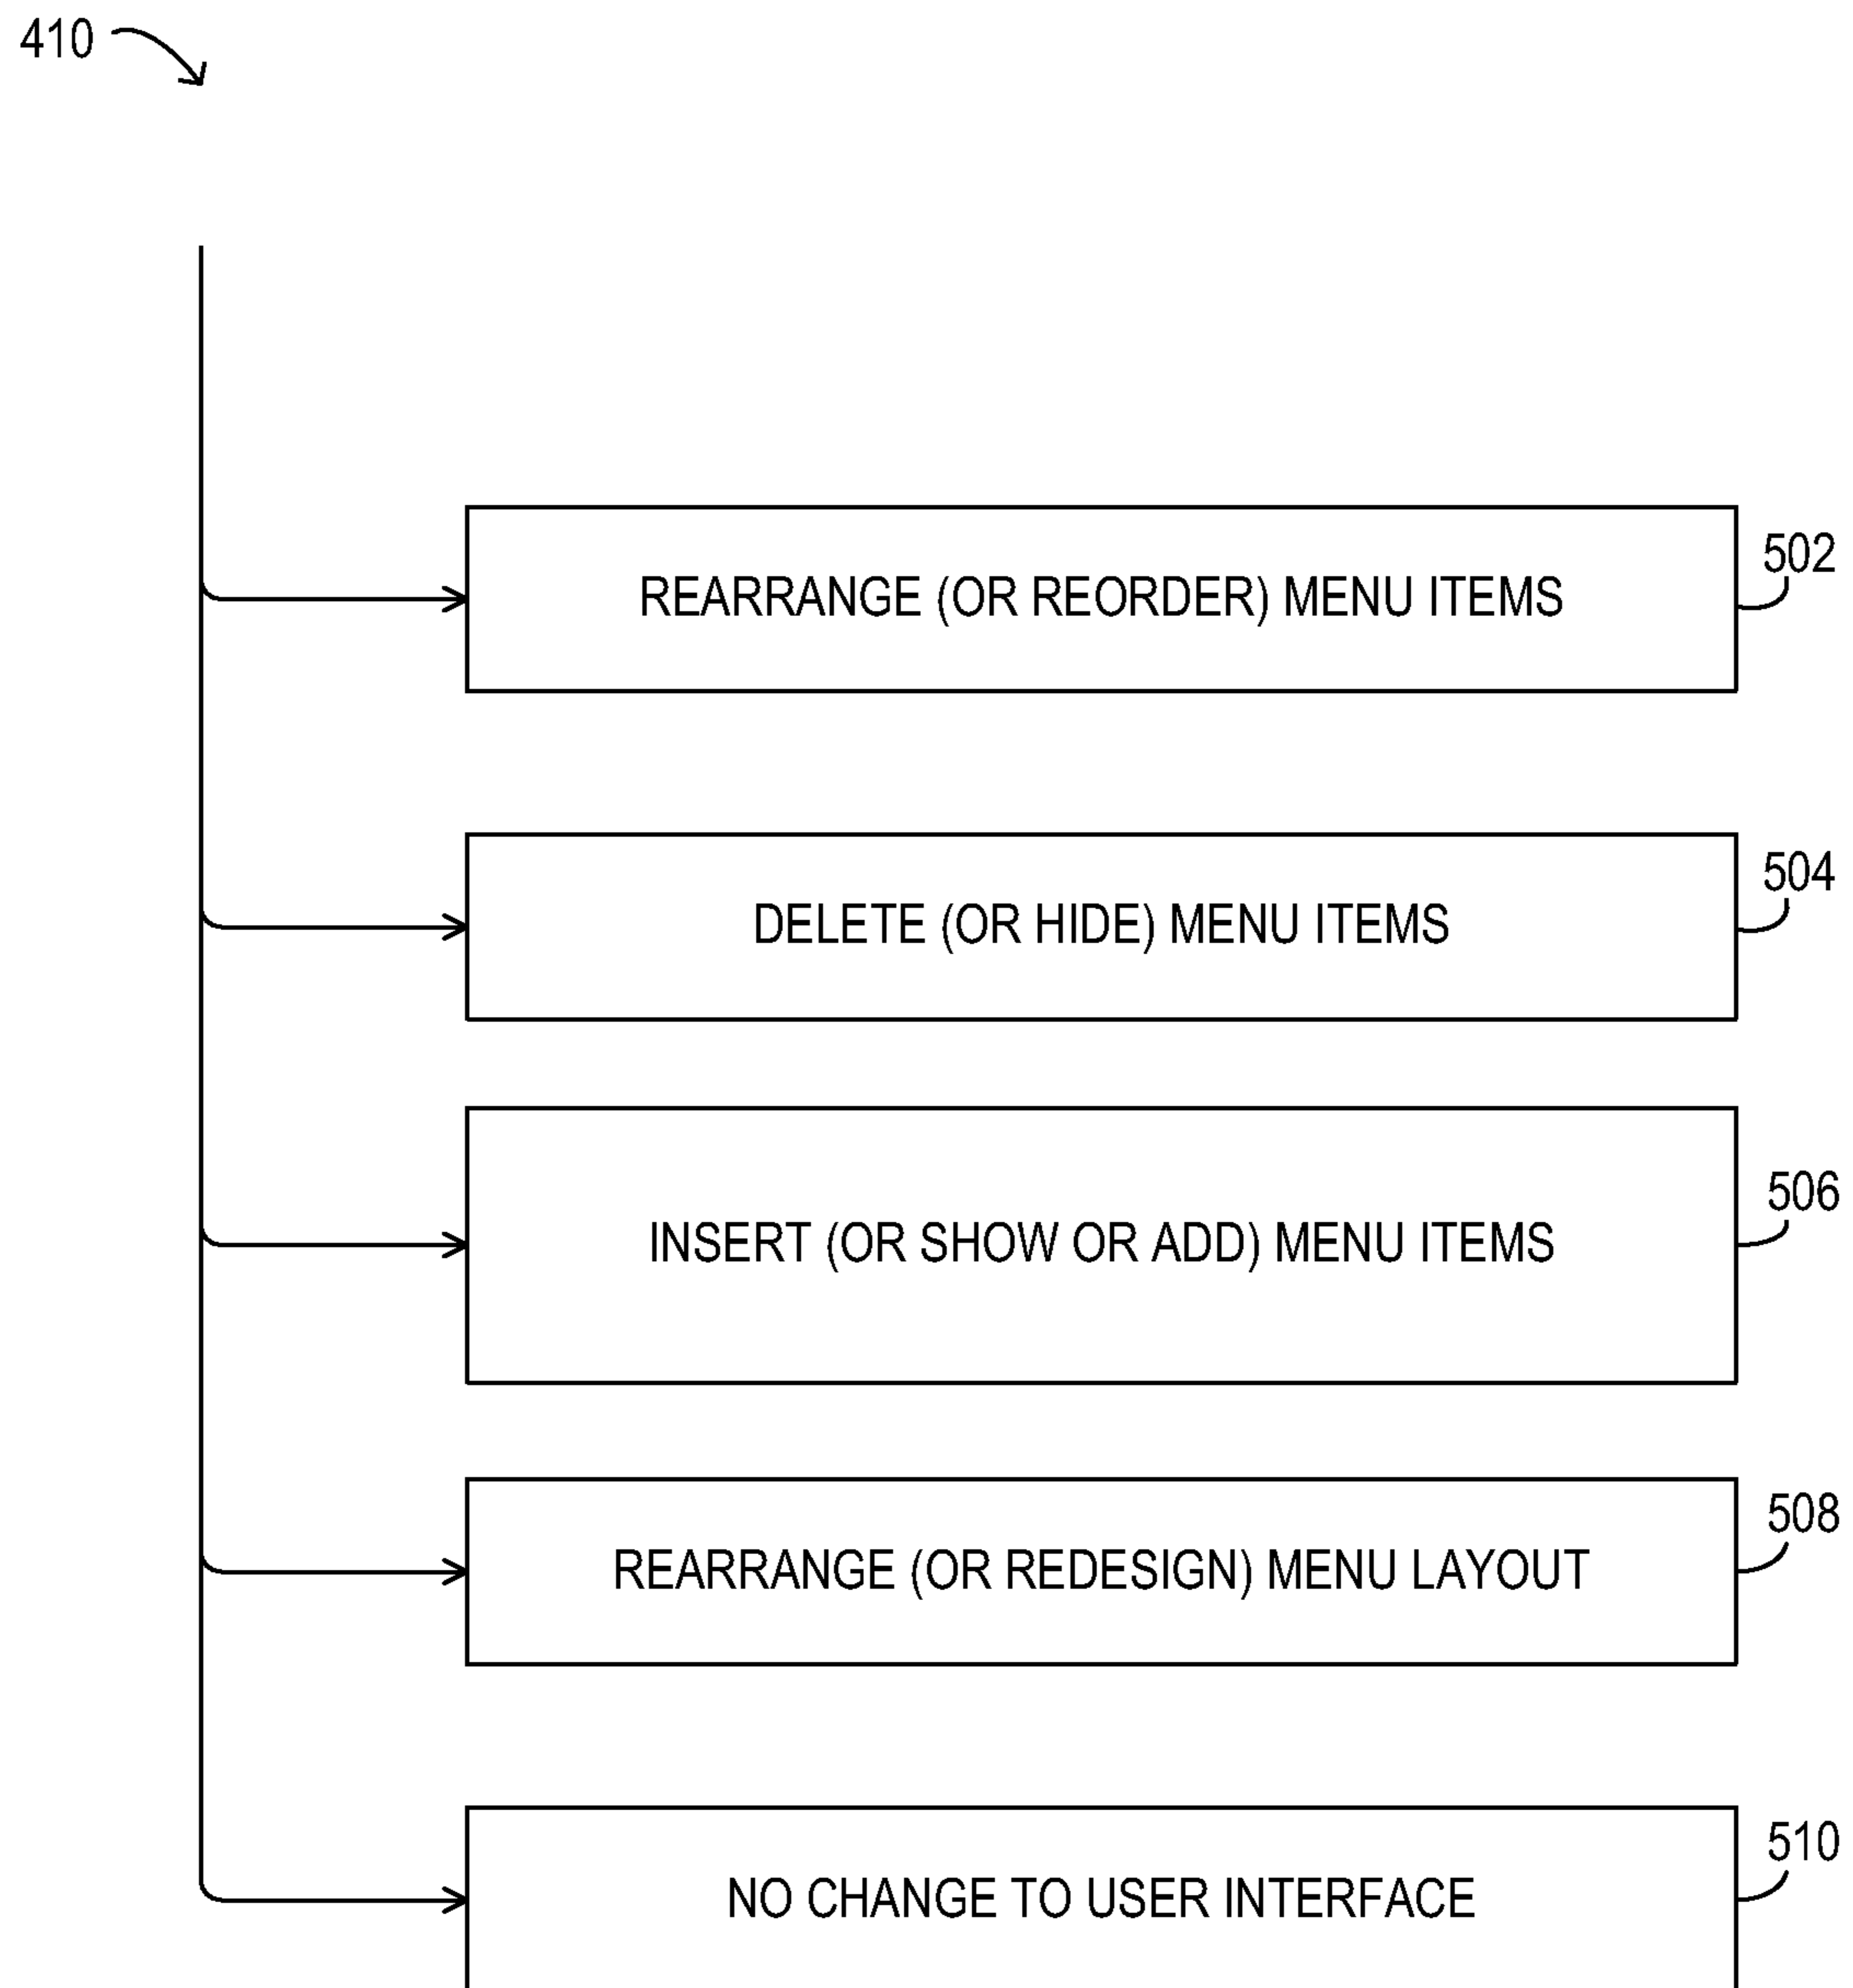 410
502
REARRANGE (OR REORDER) MENU ITEMS
504
DELETE (OR HIDE) MENU ITEMS
506
INSERT (OR SHOW OR ADD) MENU ITEMS
508
REARRANGE (OR REDESIGN) MENU LAYOUT
510
NO CHANGE TO USER INTERFACE